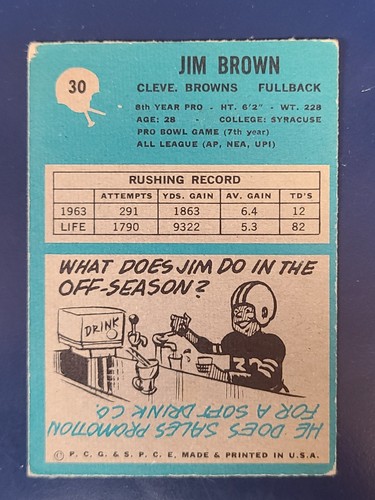 30
JIM BROWN
CLEVE. BROWNS FULLBACK
8th YEAR PRO - HT. 6'2" - WT. 228
AGE: 28 - COLLEGE: SYRACUSE
PRO BOWL GAME (7th year)
ALL LEAGUE (AP, NEA, UPI)
RUSHING RECORD
ATTEMPTS YDS. GAIN AV. GAIN TD'S
1963 291 1863 6.4 12
LIFE 1790 9322 5.3 82
WHAT DOES JIM DO IN THE
OFF-SEASON?
DRINK
HE DOES SALES PROMOTION
FOR A SOFT DRINK CO.
© P. C. G. & S. P. C. E. MADE & PRINTED IN U.S.A.